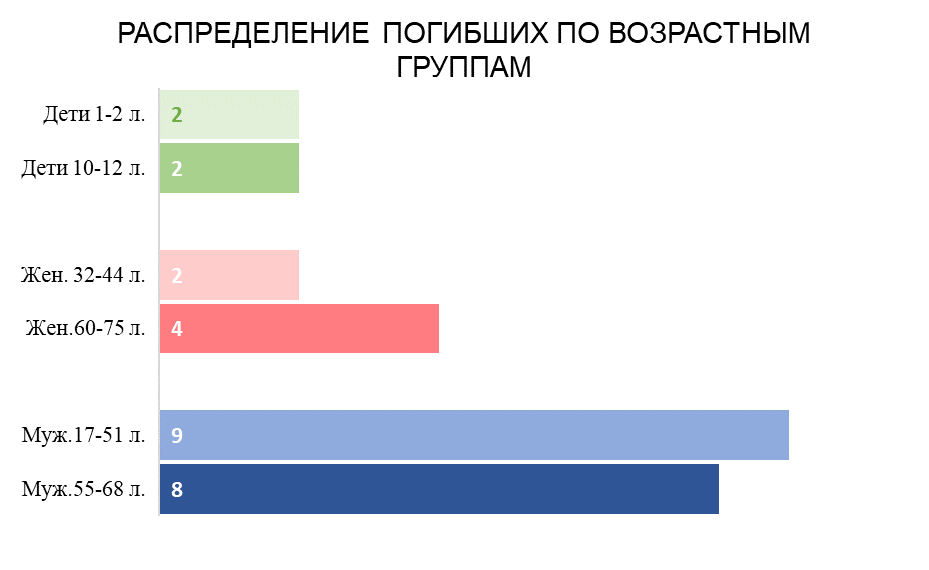 РАСПРЕДЕЛЕНИЕ ПОГИБШИХ ПО ВОЗРАСТНЫМ
ГРУППАМ
Дети 1-2 л. 2
Дети 10-12 л. 2
Жен. 32-44 л. 2
Жен.60-75 л. 4
Муж.17-51 л. 9
Муж.55-68 л. 8